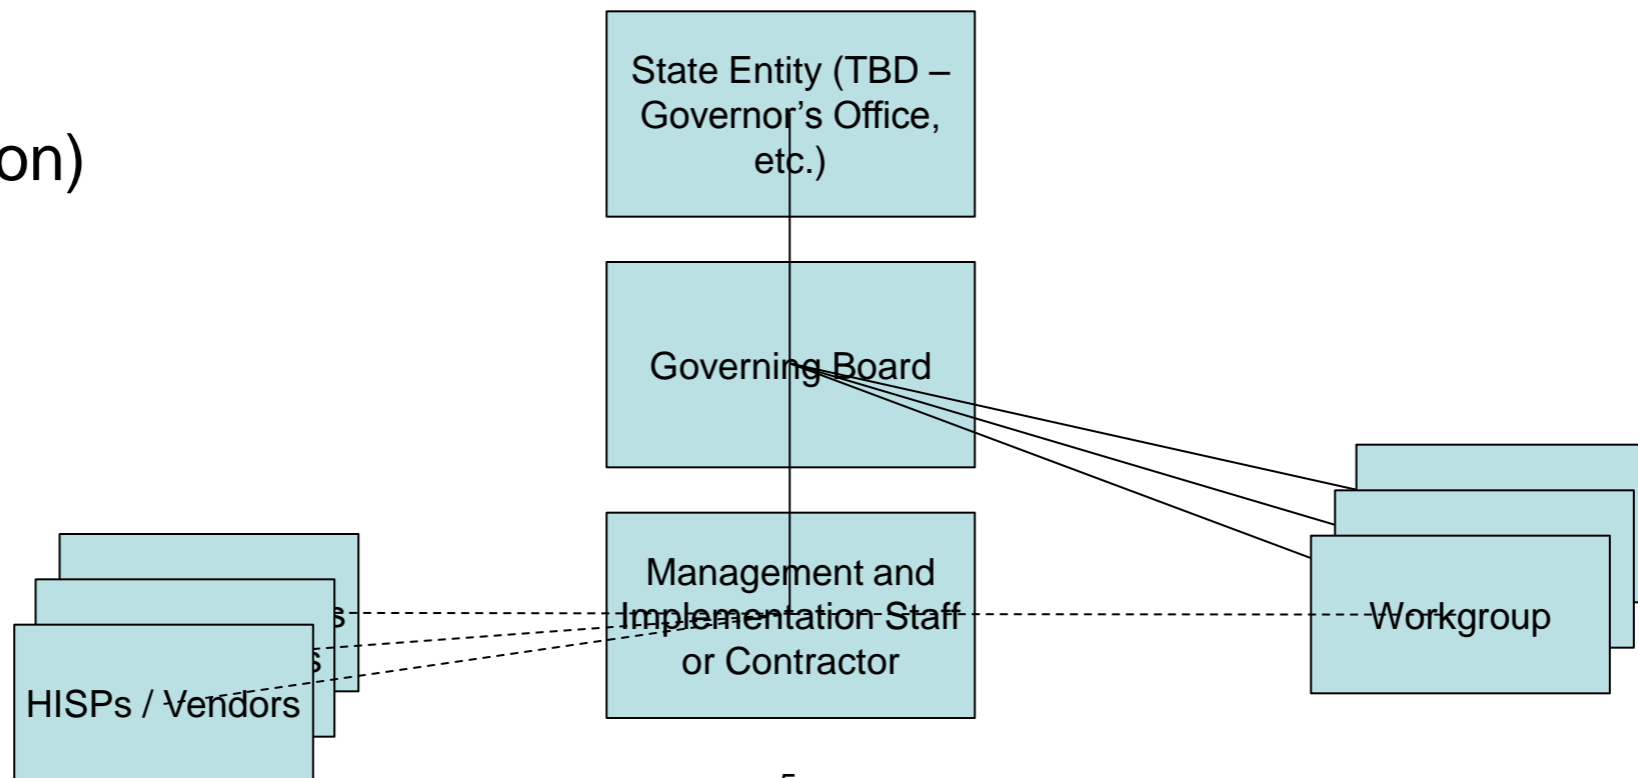 State Entity (TBD –
Governor’s Office,
etc.)
on)
Governing Board
Management and
Implementation Staff
or Contractor
s
s
HISPs / Vendors
Workgroup